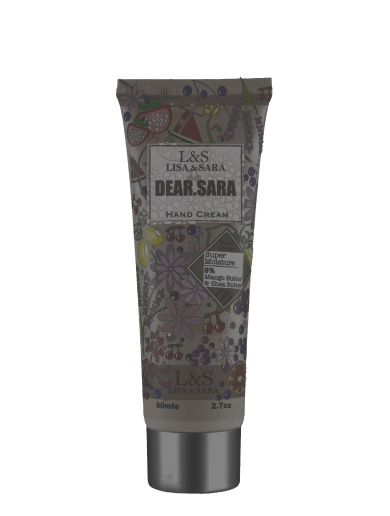 L&S
LISA & SARA
DEAR.SARA
HAND CREAM
Super
Moisture
5%
Mango Butter
& Shea Butter
L&S
LISA & SARA
80mle 2.7oz